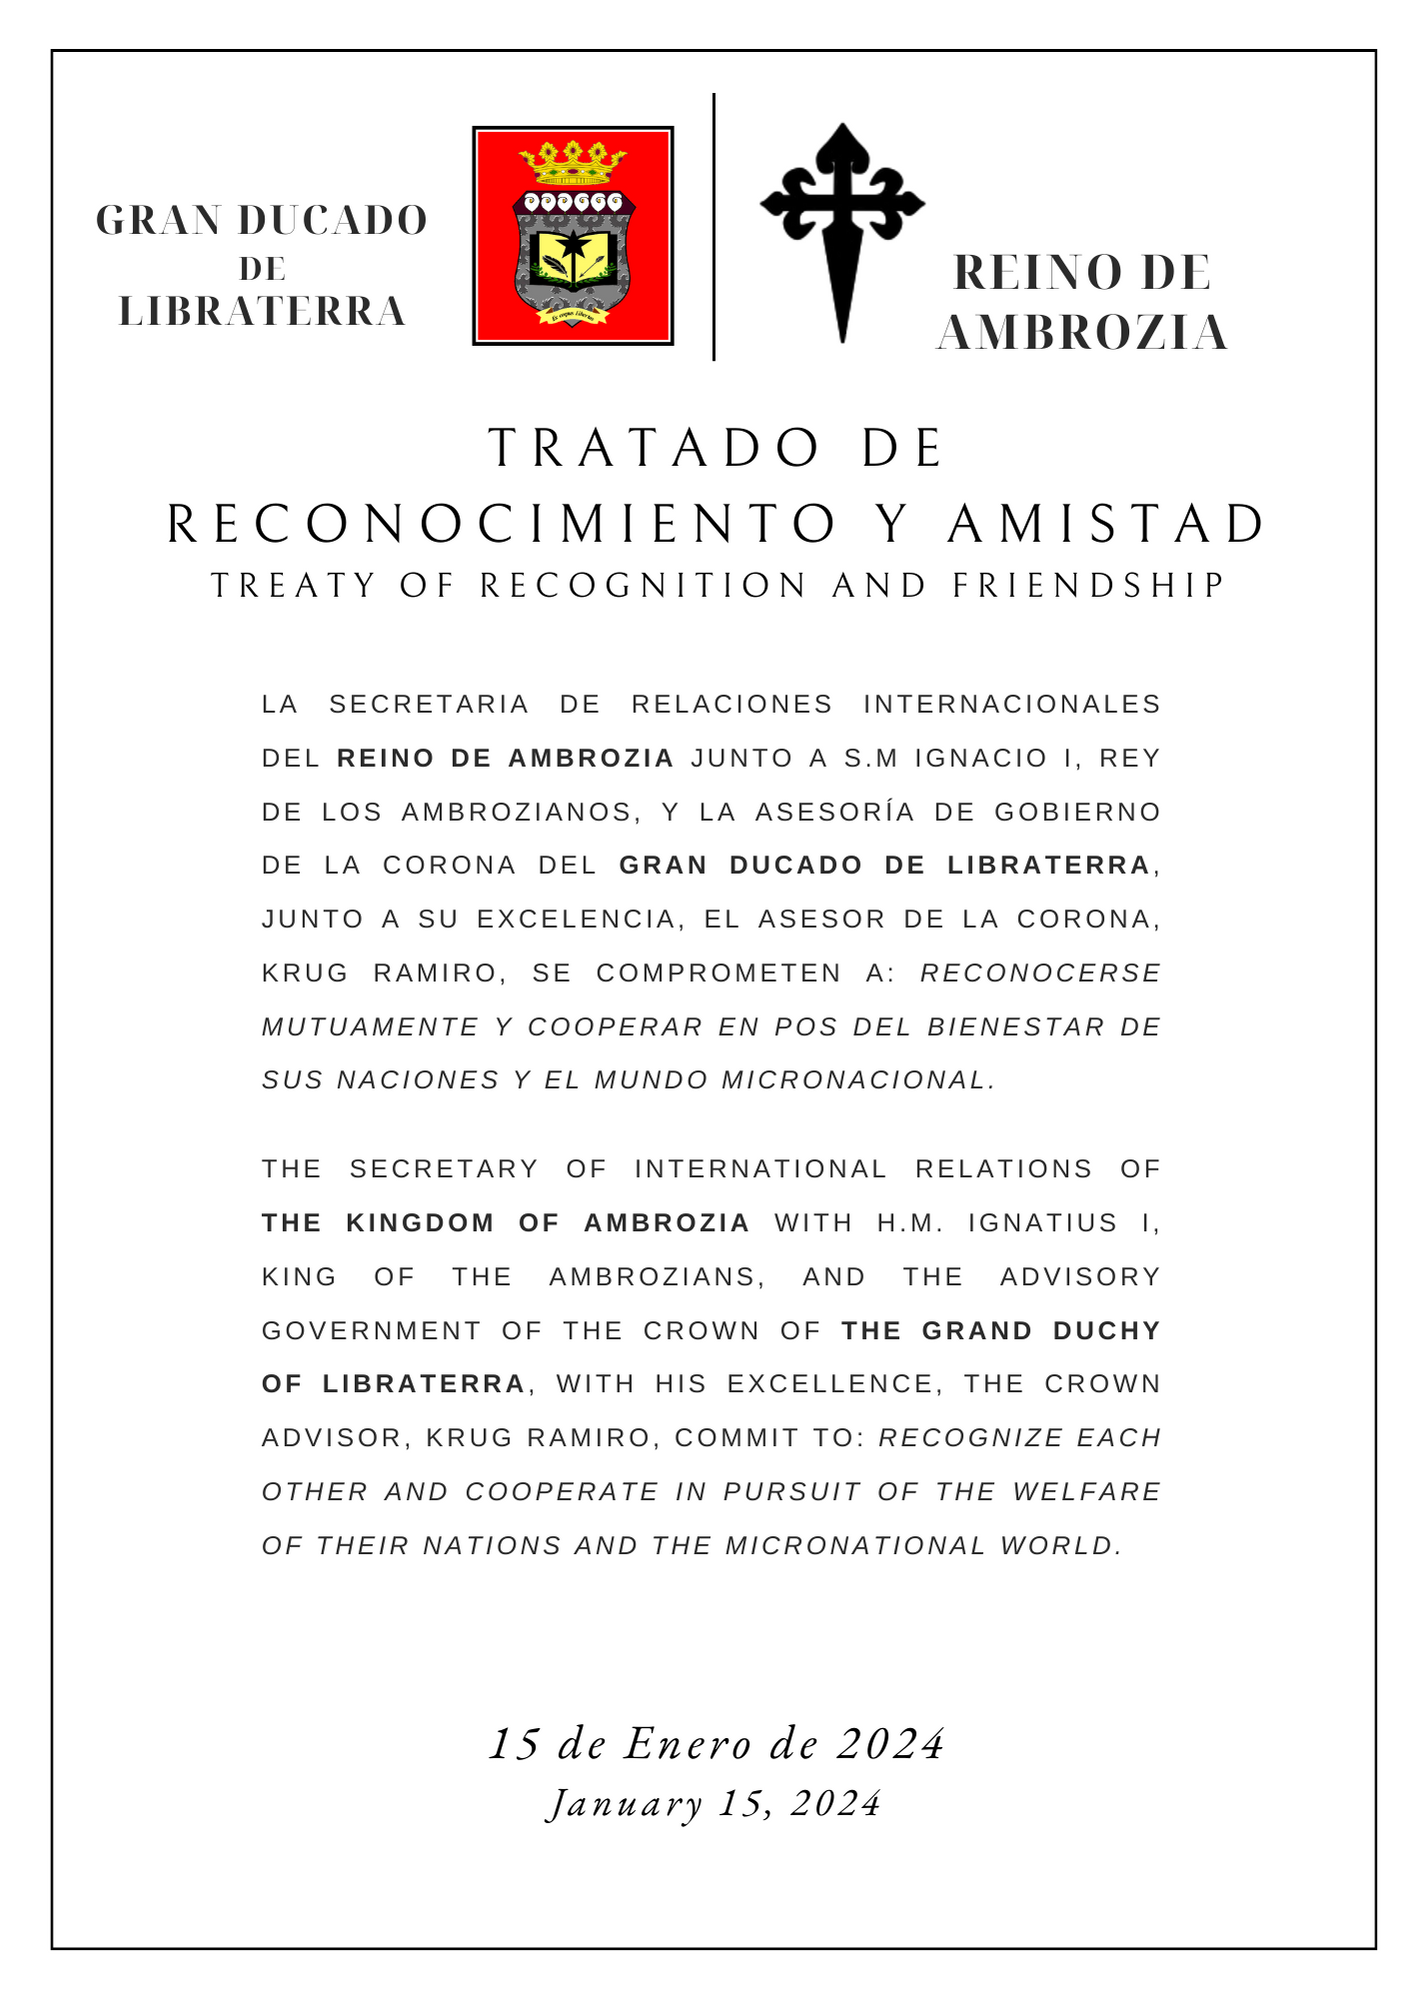 GRAN DUCADO
DE
LIBRATERRA
REINO DE
AMBROZIA
TRATADO DE
RECONOCIMIENTO Y AMISTAD
TREATY OF RECOGNITION AND FRIENDSHIP
LA SECRETARIA DE RELACIONES INTERNACIONALES
DEL REINO DE AMBROZIA JUNTO A S.M IGNACIO I, REY
DE LOS AMBROZIANOS, Y LA ASESORÍA DE GOBIERNO
DE LA CORONA DEL GRAN DUCADO DE LIBRATERRA,
JUNTO A SU EXCELENCIA, EL ASESOR DE LA CORONA,
KRUG RAMIRO, SE COMPROMETEN A: RECONOCERSE
MUTUAMENTE Y COOPERAR EN POS DEL BIENESTAR DE
SUS NACIONES Y EL MUNDO MICRONACIONAL.
THE SECRETARY OF INTERNATIONAL RELATIONS OF
THE KINGDOM OF AMBROZIA WITH H.M. IGNATIUS I,
KING OF THE AMBROZIANS, AND THE ADVISORY
GOVERNMENT OF THE CROWN OF THE GRAND DUCHY
OF LIBRATERRA, WITH HIS EXCELLENCE, THE CROWN
ADVISOR, KRUG RAMIRO, COMMIT TO: RECOGNIZE EACH
OTHER AND COOPERATE IN PURSUIT OF THE WELFARE
OF THEIR NATIONS AND THE MICRONATIONAL WORLD.
15 de Enero de 2024
January 15, 2024